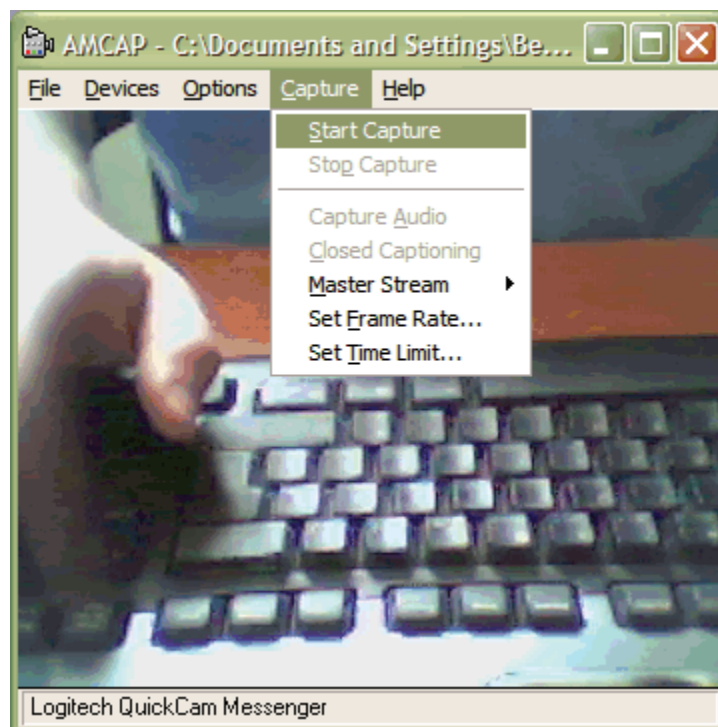 AMCAP - C:\Documents and Settings\Be...
File Devices Options Capture Help
Start Capture
Stop Capture
Capture Audio
Closed Captioning
Master Stream
Set Frame Rate...
Set Time Limit...
Logitech QuickCam Messenger